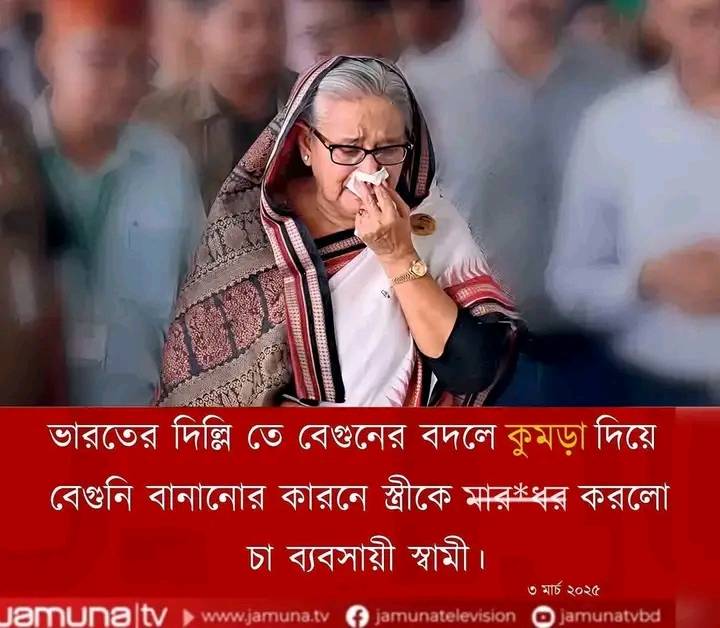 ভারতের দিল্লি তে বেগুনের বদলে কুমড়া দিয়ে
বেগুনি বানানোর কারনে স্ত্রীকে মার*ধর করলো
চা ব্যবসায়ী স্বামী।
৩ মার্চ ২০২৫
Jamuna|tv www.jamuna.tv jamunatelevision jamunatvbd